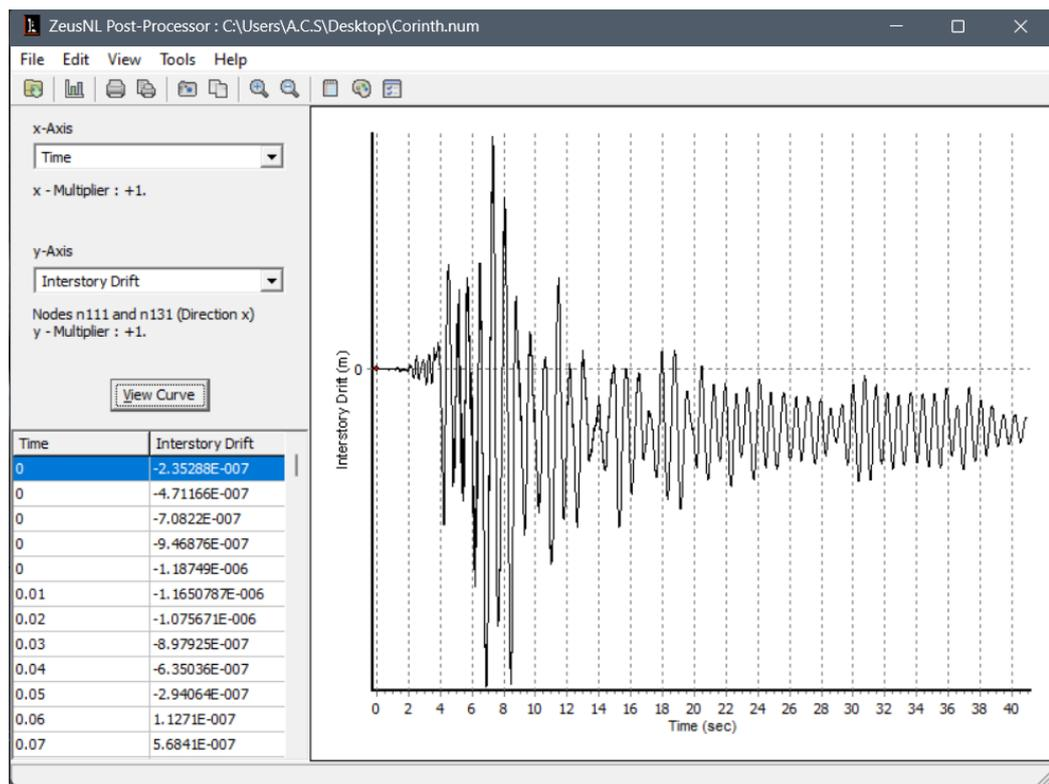 ZeusNL Post-Processor : C:\Users\A.C.S\Desktop\Corinth.num
File Edit View Tools Help
x-Axis
Time
x - Multiplier : +1.
y-Axis
Interstory Drift
Nodes n111 and n131 (Direction x)
y - Multiplier : +1.
View Curve
Time Interstory Drift
0 -2.35288E-007
0 -4.71166E-007
0 -7.0822E-007
0 -9.46876E-007
0 -1.18749E-006
0.01 -1.1650787E-006
0.02 -1.075671E-006
0.03 -8.97925E-007
0.04 -6.35036E-007
0.05 -2.94064E-007
0.06 1.1271E-007
0.07 5.6841E-007
Interstory Drift (m)
0
0 2 4 6 8 10 12 14 16 18 20 22 24 26 28 30 32 34 36 38 40
Time (sec)